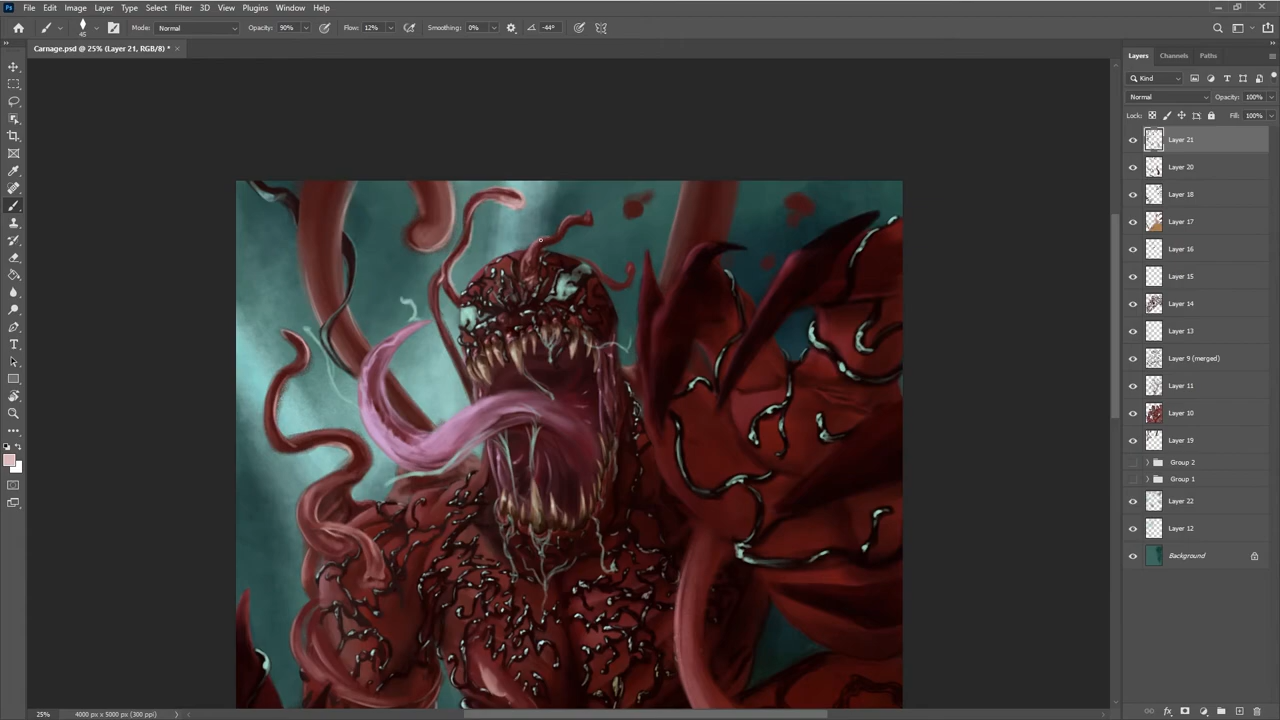 Ps File Edit Image Layer Type Select Filter 3D View Plugins Window Help
45 Mode: Normal Opacity: 90% Flow: 12% Smoothing: 0% -44°
Carnage.psd @ 25% (Layer 21, RGB/8) * ×
Layers Channels Paths
Kind
Normal Opacity: 100%
Lock: Fill: 100%
Layer 21
Layer 20
Layer 18
Layer 17
Layer 16
Layer 15
Layer 14
Layer 13
Layer 9 (merged)
Layer 11
Layer 10
Layer 19
Group 2
Group 1
Layer 22
Layer 12
Background
25% 4000 px x 5000 px (300 ppi)